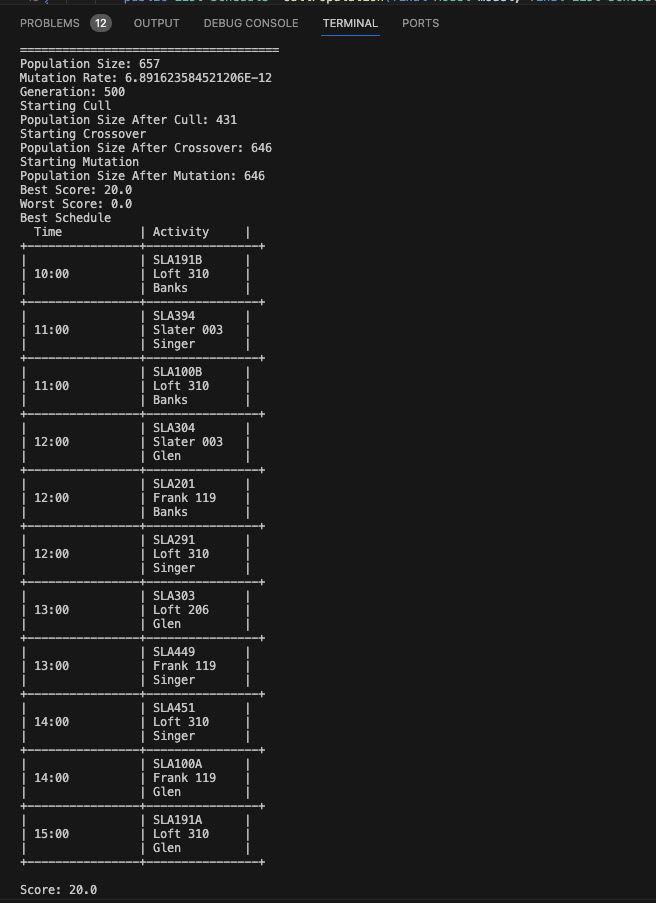 PROBLEMS 12 OUTPUT DEBUG CONSOLE TERMINAL PORTS
=====================================
Population Size: 657
Mutation Rate: 6.891623584521206E-12
Generation: 500
Starting Cull
Population Size After Cull: 431
Starting Crossover
Population Size After Crossover: 646
Starting Mutation
Population Size After Mutation: 646
Best Score: 20.0
Worst Score: 0.0
Best Schedule
  Time               | Activity     |
+----------------+----------------+
|                | SLA191B      |
| 10:00          | Loft 310     |
|                | Banks        |
+----------------+----------------+
|                | SLA394       |
| 11:00          | Slater 003   |
|                | Singer       |
+----------------+----------------+
|                | SLA100B      |
| 11:00          | Loft 310     |
|                | Banks        |
+----------------+----------------+
|                | SLA304       |
| 12:00          | Slater 003   |
|                | Glen         |
+----------------+----------------+
|                | SLA201       |
| 12:00          | Frank 119    |
|                | Banks        |
+----------------+----------------+
|                | SLA291       |
| 12:00          | Loft 310     |
|                | Singer       |
+----------------+----------------+
|                | SLA303       |
| 13:00          | Loft 206     |
|                | Glen         |
+----------------+----------------+
|                | SLA449       |
| 13:00          | Frank 119    |
|                | Singer       |
+----------------+----------------+
|                | SLA451       |
| 14:00          | Loft 310     |
|                | Singer       |
+----------------+----------------+
|                | SLA100A      |
| 14:00          | Frank 119    |
|                | Glen         |
+----------------+----------------+
|                | SLA191A      |
| 15:00          | Loft 310     |
|                | Glen         |
+----------------+----------------+
Score: 20.0